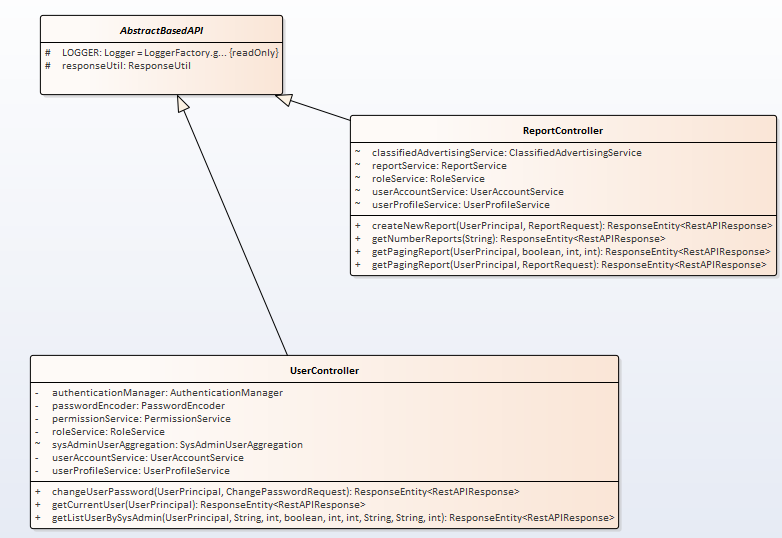 AbstractBasedAPI
# LOGGER: Logger = LoggerFactory.g... {readOnly}
# responseUtil: ResponseUtil
ReportController
~ classifiedAdvertisingService: ClassifiedAdvertisingService
~ reportService: ReportService
~ roleService: RoleService
~ userAccountService: UserAccountService
~ userProfileService: UserProfileService
+ createNewReport(UserPrincipal, ReportRequest): ResponseEntity<RestAPIResponse>
+ getNumberReports(String): ResponseEntity<RestAPIResponse>
+ getPagingReport(UserPrincipal, boolean, int, int): ResponseEntity<RestAPIResponse>
+ getPagingReport(UserPrincipal, ReportRequest): ResponseEntity<RestAPIResponse>
UserController
- authenticationManager: AuthenticationManager
- passwordEncoder: PasswordEncoder
- permissionService: PermissionService
- roleService: RoleService
~ sysAdminUserAggregation: SysAdminUserAggregation
- userAccountService: UserAccountService
- userProfileService: UserProfileService
+ changeUserPassword(UserPrincipal, ChangePasswordRequest): ResponseEntity<RestAPIResponse>
+ getCurrentUser(UserPrincipal): ResponseEntity<RestAPIResponse>
+ getListUserBySysAdmin(UserPrincipal, String, int, boolean, int, int, String, String, int): ResponseEntity<RestAPIResponse>